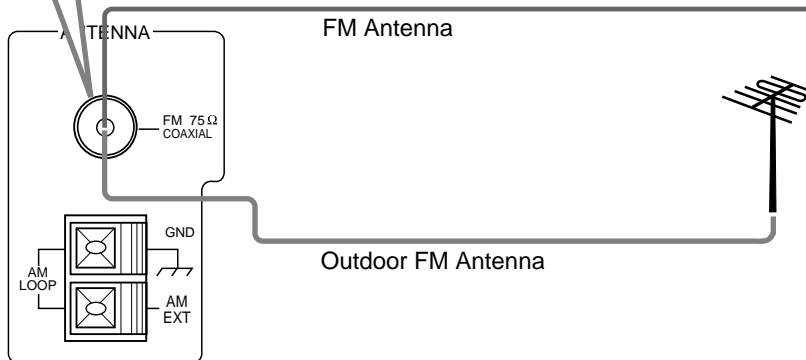 ANTENNA
FM Antenna
FM 75Ω
COAXIAL
GND
AM
LOOP
AM
EXT
Outdoor FM Antenna